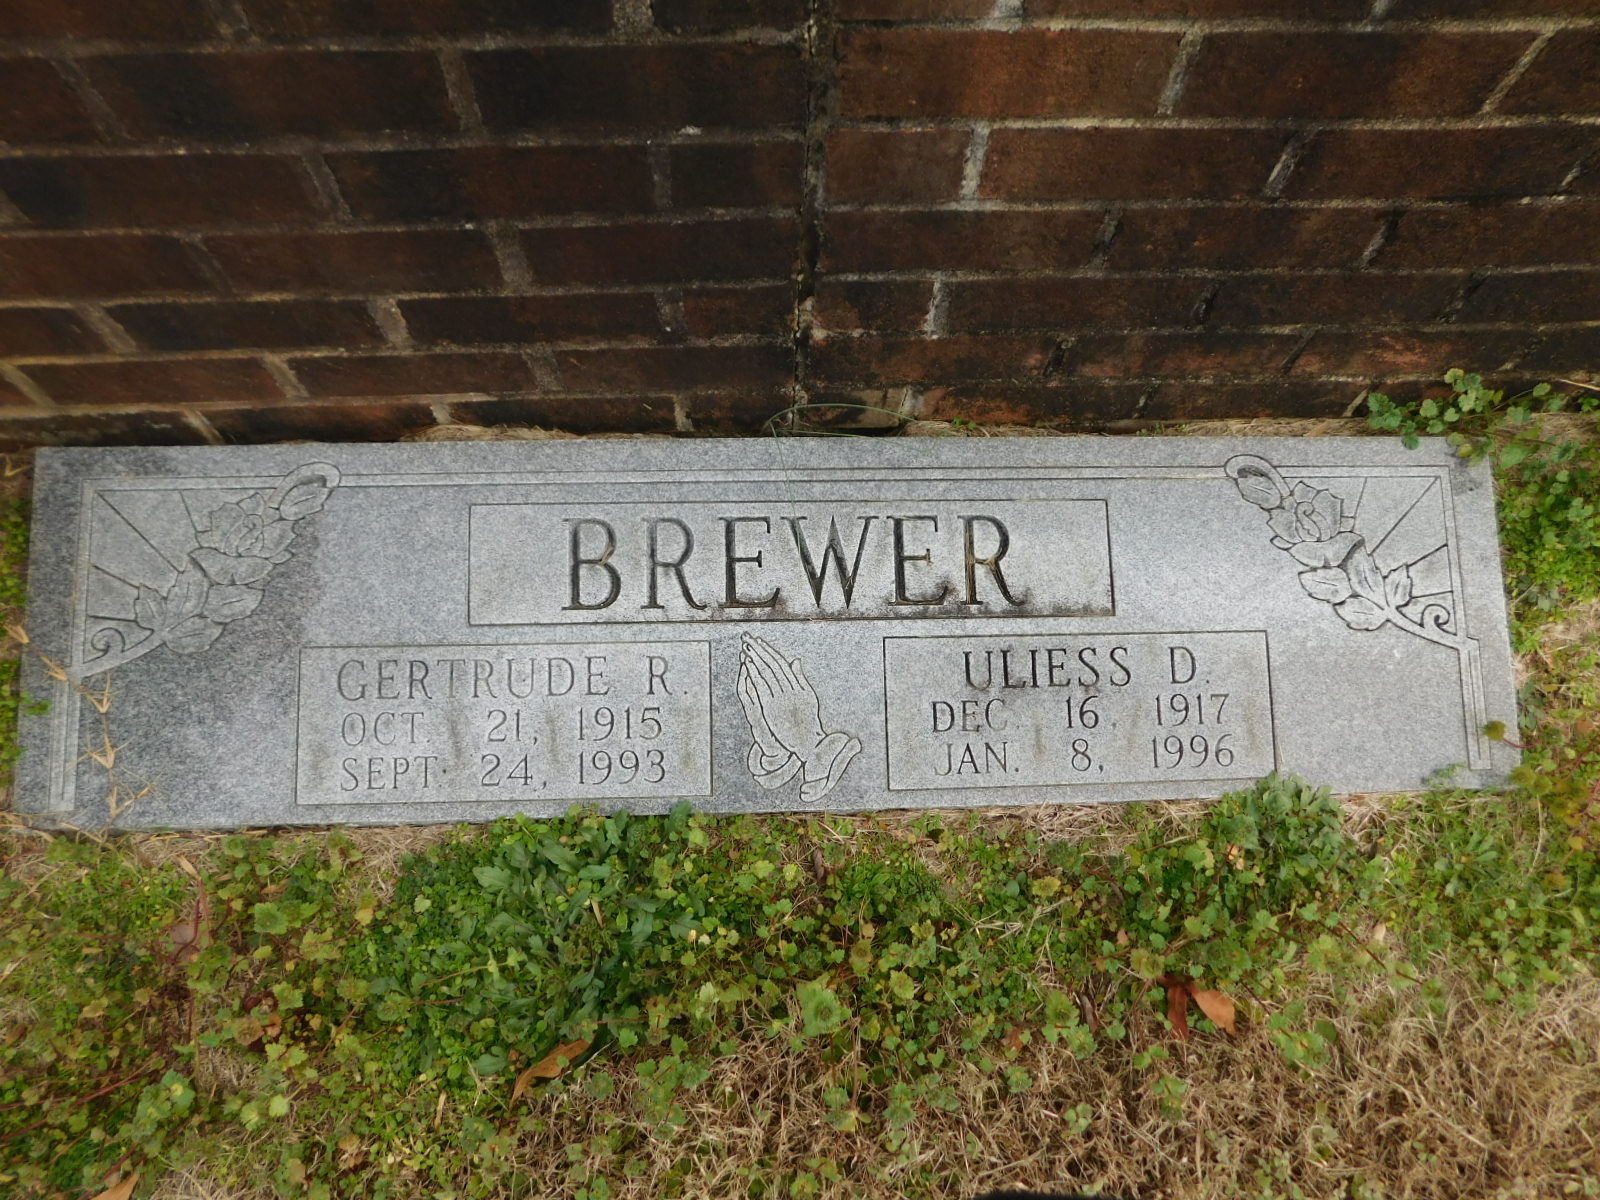 BREWER
GERTRUDE R.
OCT. 21, 1915
SEPT. 24, 1993
ULIESS D.
DEC. 16, 1917
JAN. 8, 1996